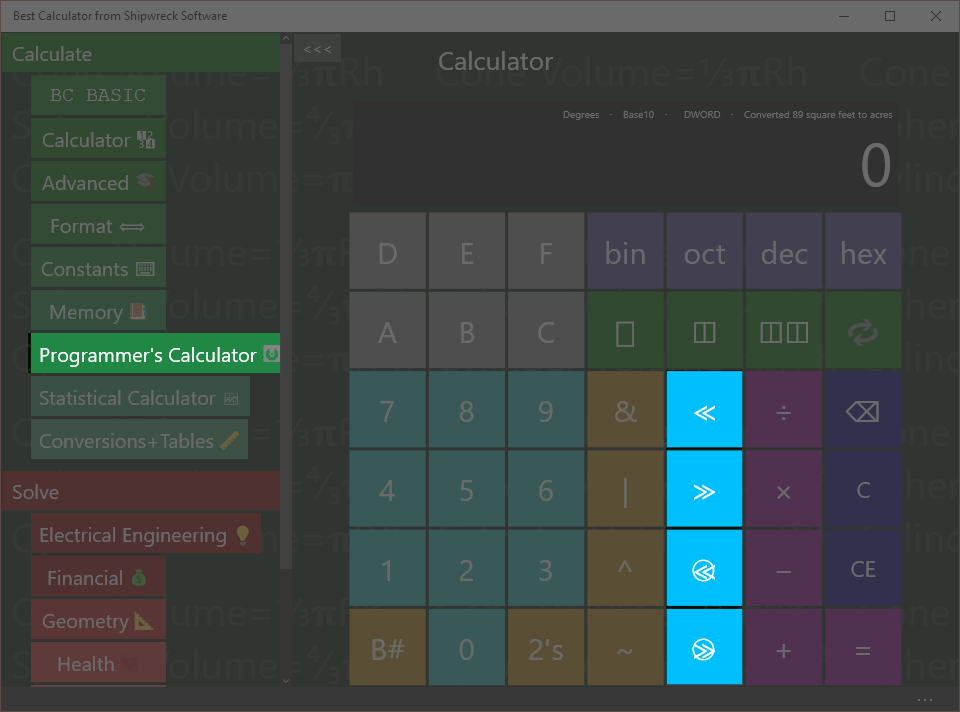 Best Calculator from Shipwreck Software
Calculate
BC BASIC
Calculator
Advanced
Format
Constants
Memory
Programmer's Calculator
Statistical Calculator
Conversions+Tables
Solve
Electrical Engineering
Financial
Geometry
Health
<<<
Calculator
Degrees · Base10 · DWORD · Converted 89 square feet to acres
0
D E F bin oct dec hex
A B C
7 8 9 & ≪ ÷ ⌫
4 5 6 | ≫ × C
1 2 3 ^ ≪ − CE
B# 0 2's ~ ≫ + =